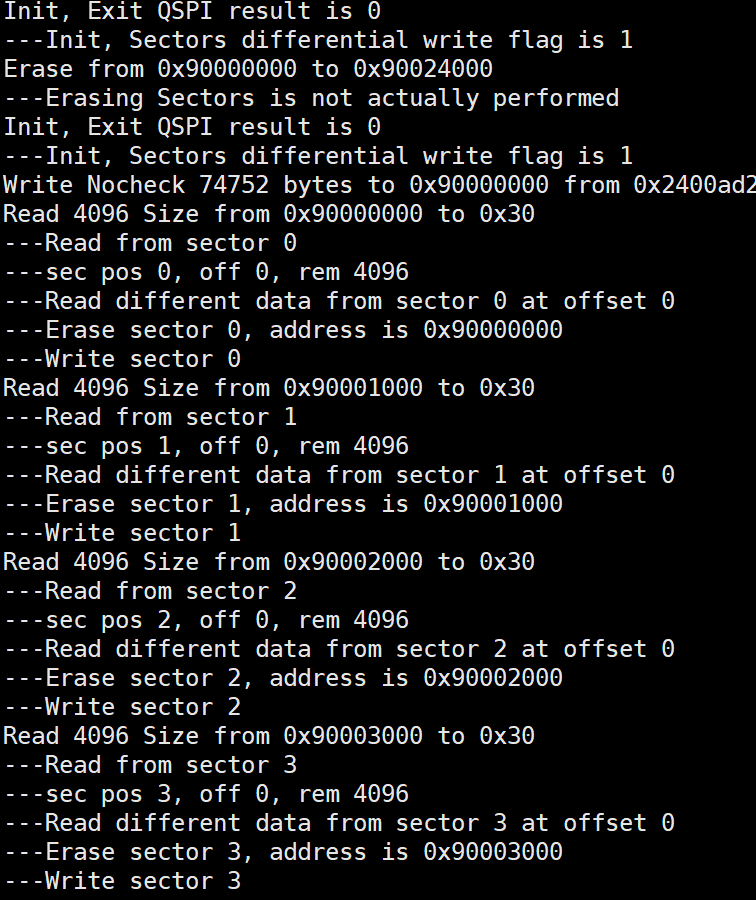 Init, Exit QSPI result is 0
---Init, Sectors differential write flag is 1
Erase from 0x90000000 to 0x90024000
---Erasing Sectors is not actually performed
Init, Exit QSPI result is 0
---Init, Sectors differential write flag is 1
Write Nocheck 74752 bytes to 0x90000000 from 0x2400ad2
Read 4096 Size from 0x90000000 to 0x30
---Read from sector 0
---sec pos 0, off 0, rem 4096
---Read different data from sector 0 at offset 0
---Erase sector 0, address is 0x90000000
---Write sector 0
Read 4096 Size from 0x90001000 to 0x30
---Read from sector 1
---sec pos 1, off 0, rem 4096
---Read different data from sector 1 at offset 0
---Erase sector 1, address is 0x90001000
---Write sector 1
Read 4096 Size from 0x90002000 to 0x30
---Read from sector 2
---sec pos 2, off 0, rem 4096
---Read different data from sector 2 at offset 0
---Erase sector 2, address is 0x90002000
---Write sector 2
Read 4096 Size from 0x90003000 to 0x30
---Read from sector 3
---sec pos 3, off 0, rem 4096
---Read different data from sector 3 at offset 0
---Erase sector 3, address is 0x90003000
---Write sector 3